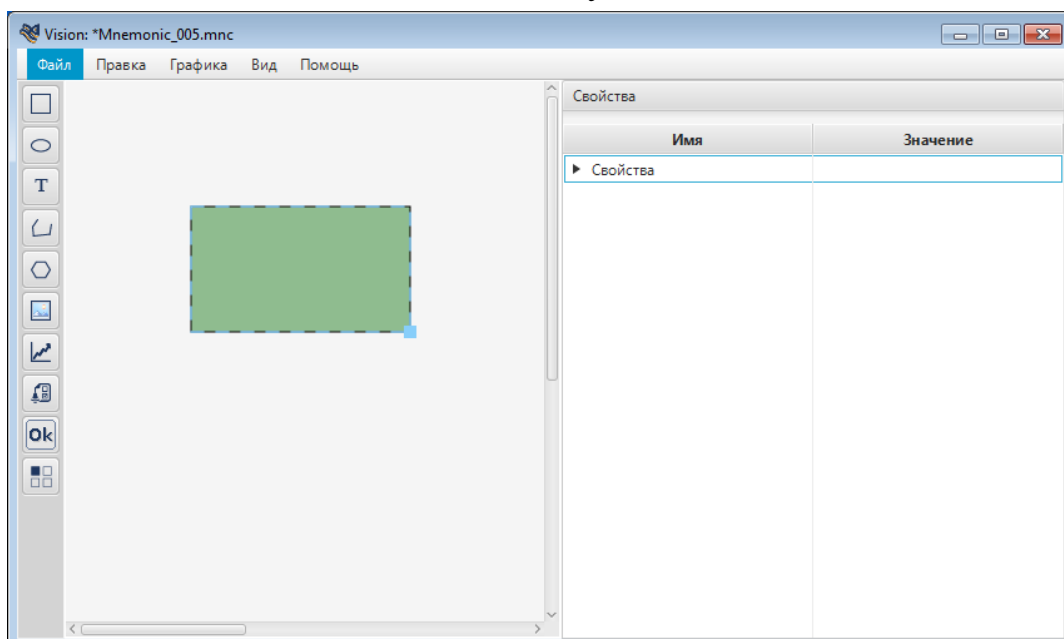 Vision: *Mnemonic_005.mnc
Файл Правка Графика Вид Помощь
Свойства
Имя Значение
Свойства
T
Ok